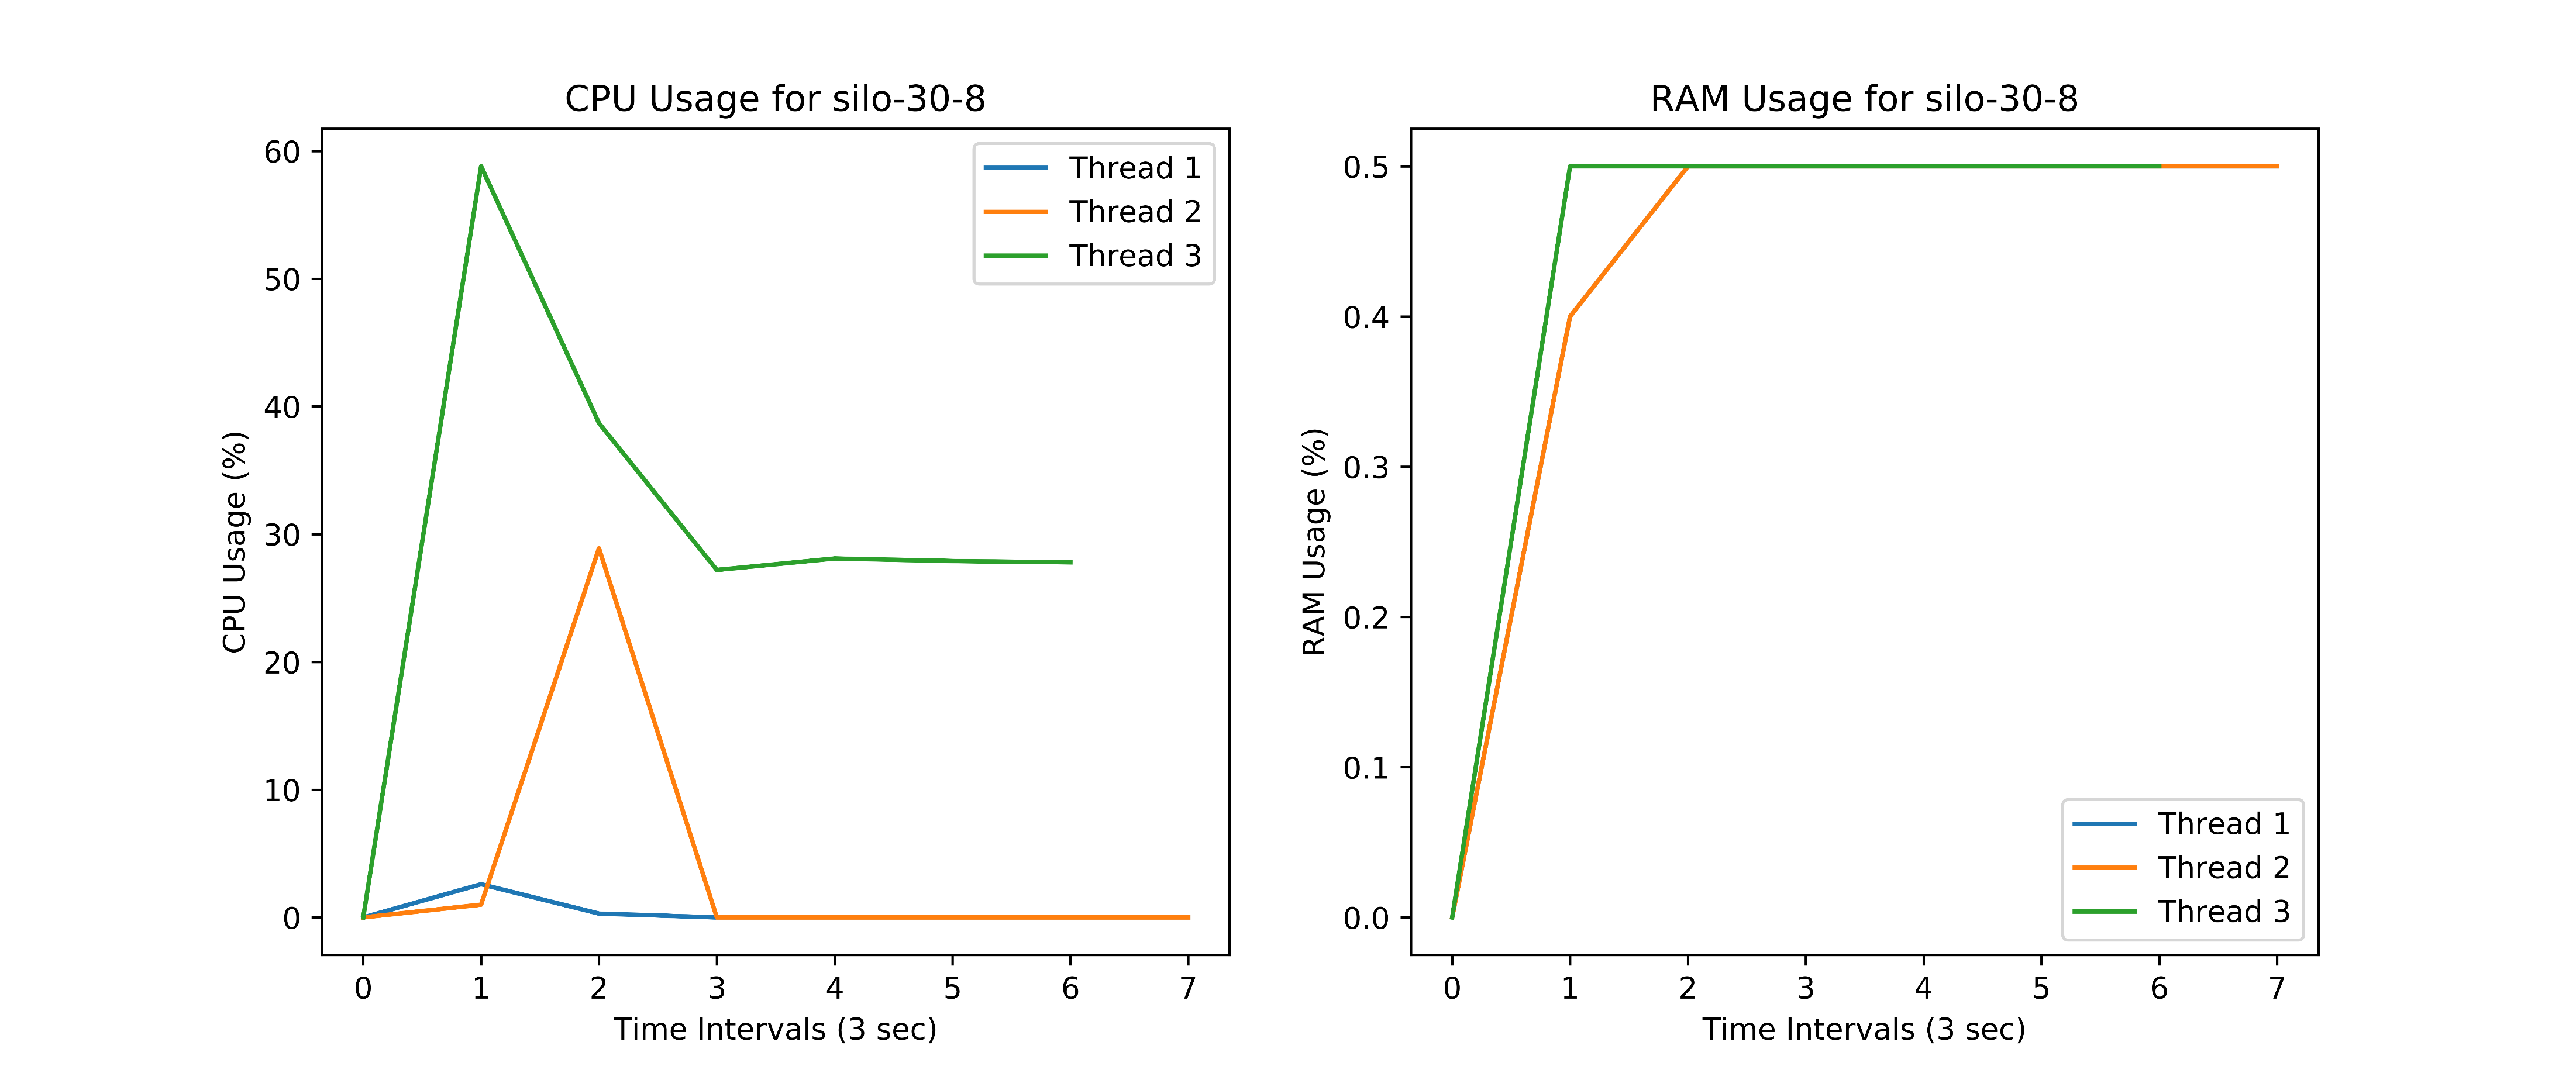 CPU Usage for silo-30-8
CPU Usage (%)
60
50
40
30
20
10
0
0 1 2 3 4 5 6 7
Time Intervals (3 sec)
Thread 1
Thread 2
Thread 3
RAM Usage for silo-30-8
RAM Usage (%)
0.5
0.4
0.3
0.2
0.1
0.0
0 1 2 3 4 5 6 7
Time Intervals (3 sec)
Thread 1
Thread 2
Thread 3